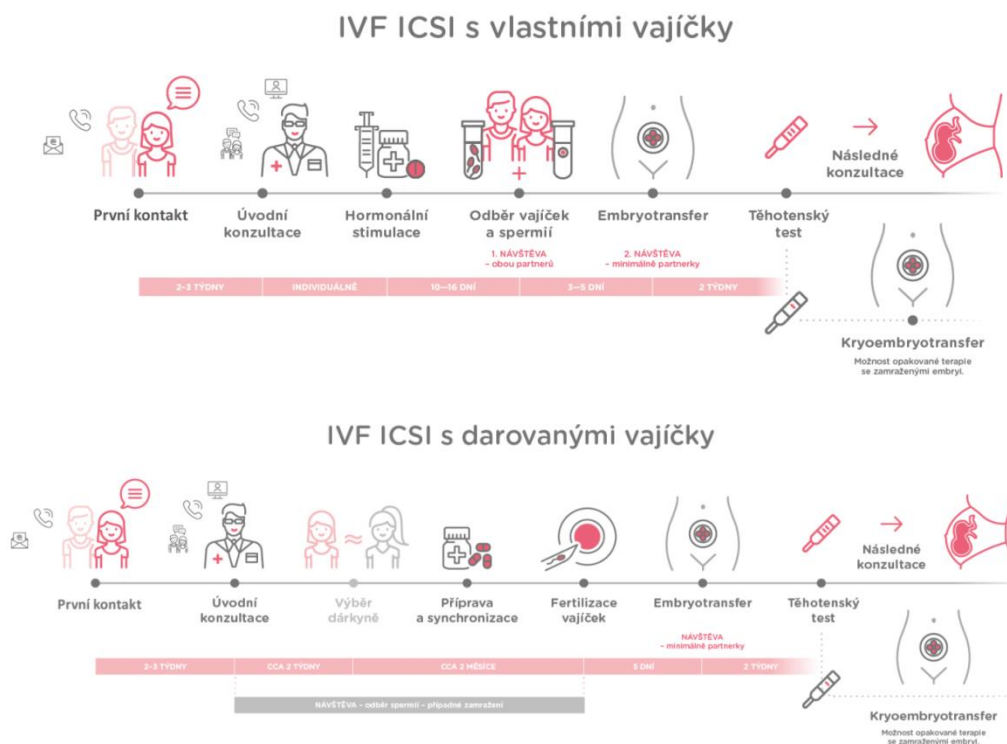 IVF ICSI s vlastními vajíčky
Následné
konzultace
První kontakt
Úvodní
konzultace
Hormonální
stimulace
Odběr vajíček
a spermií
Embryotransfer
Těhotenský
test
1. NÁVŠTĚVA
– obou partnerů
2. NÁVŠTĚVA
– minimálně partnerky
2–3 TÝDNY
INDIVIDUÁLNĚ
10—16 DNÍ
3—5 DNÍ
2 TÝDNY
Kryoembryotransfer
Možnost opakované terapie
se zamraženými embryi.
IVF ICSI s darovanými vajíčky
Následné
konzultace
První kontakt
Úvodní
konzultace
Výběr
dárkyně
Příprava
a synchronizace
Fertilizace
vajíček
Embryotransfer
Těhotenský
test
NÁVŠTĚVA
– minimálně partnerky
2–3 TÝDNY
CCA 2 TÝDNY
CCA 2 MĚSÍCE
5 DNÍ
2 TÝDNY
NÁVŠTĚVA – odběr spermií – případné zamražení
Kryoembryotransfer
Možnost opakované terapie
se zamraženými embryi.